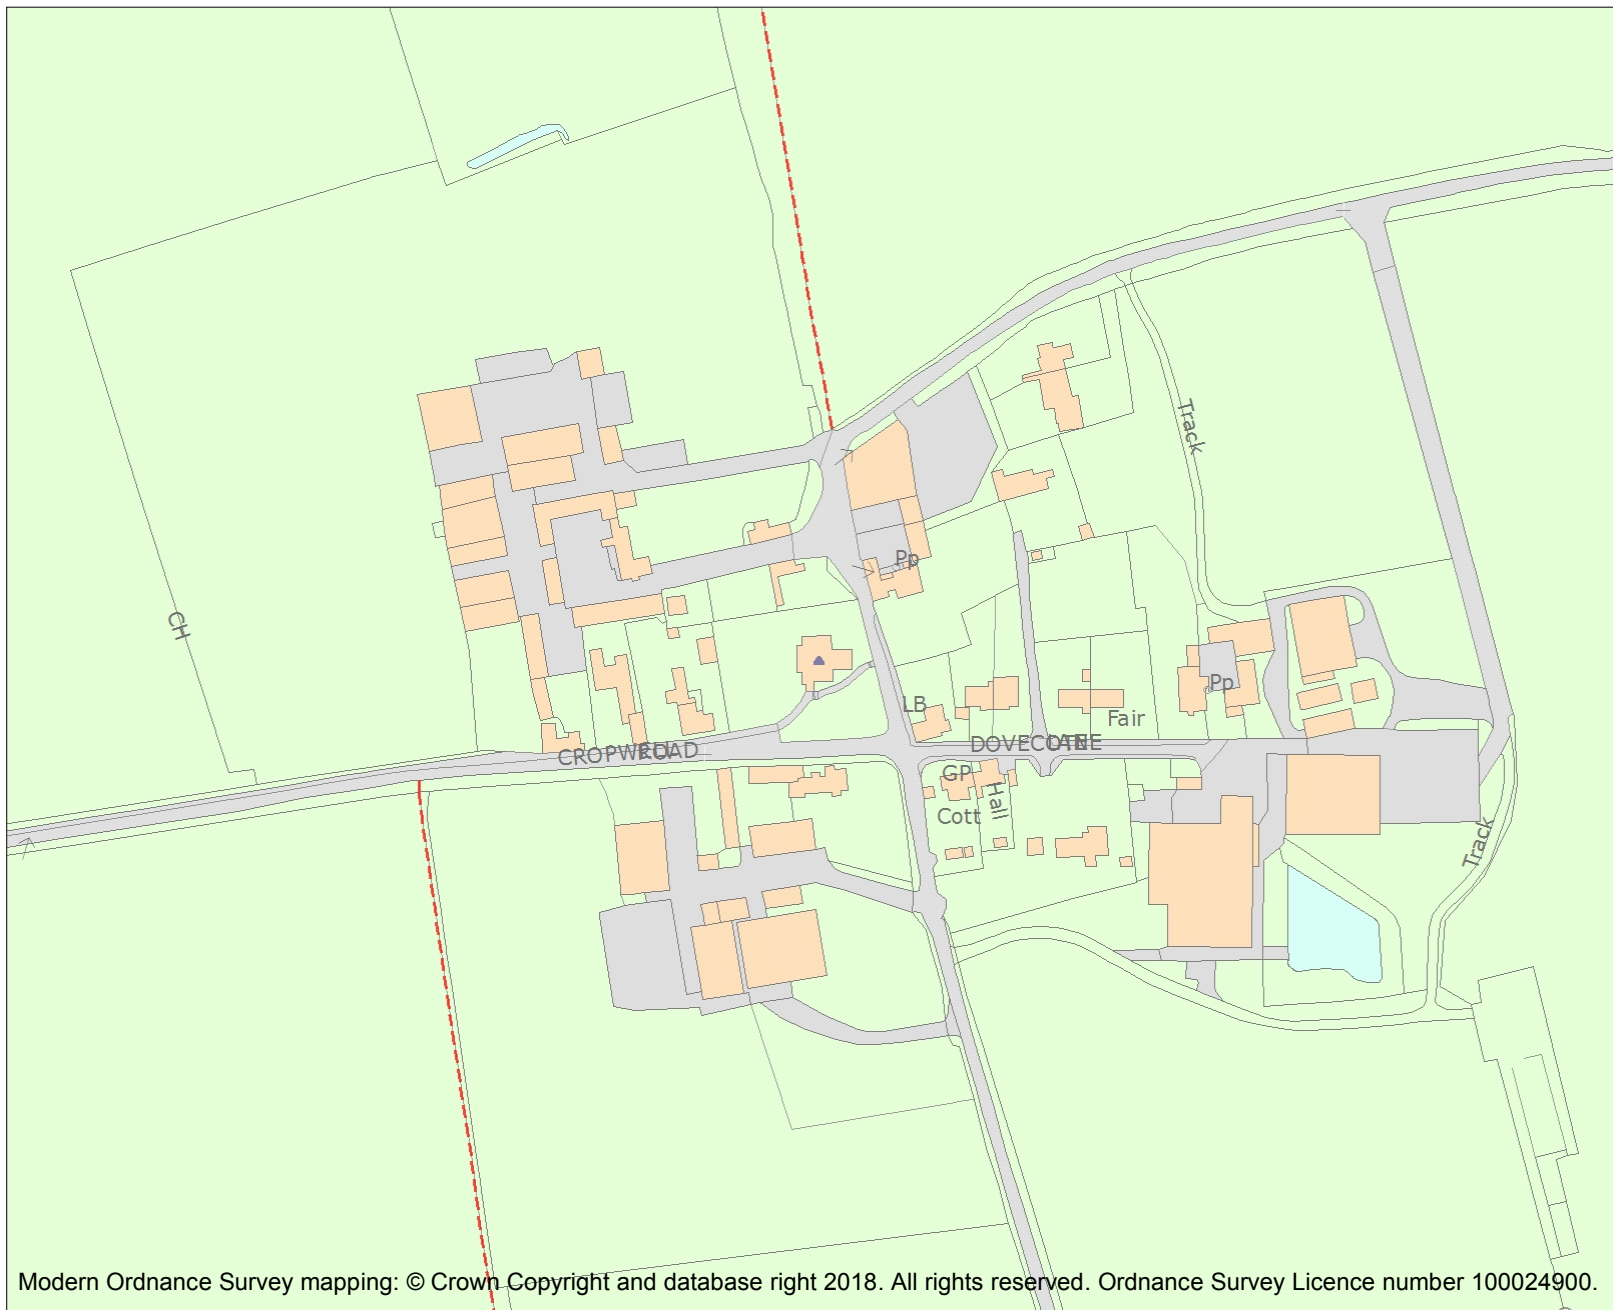 Track
Pp
CH
Pp
LB
Fair
DOVECOTE LANE
CROPWELL ROAD
GP
Hall
Cott
Track
Modern Ordnance Survey mapping: © Crown Copyright and database right 2018. All rights reserved. Ordnance Survey Licence number 100024900.